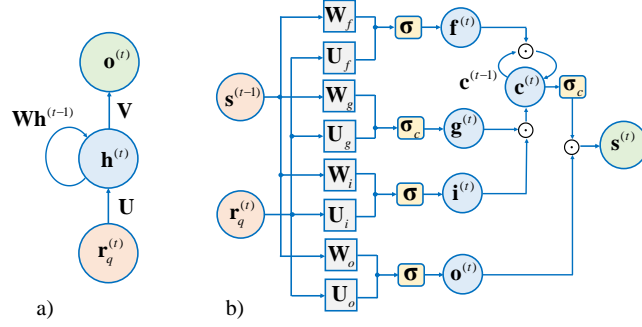 o^(t)
V
Wh^(t-1)
h^(t)
U
r_q^(t)
a)
W_f
U_f
σ
f^(t)
s^(t-1)
W_g
U_g
σ_c
g^(t)
c^(t-1)
c^(t)
σ_c
s^(t)
r_q^(t)
W_i
U_i
σ
i^(t)
W_o
U_o
σ
o^(t)
b)